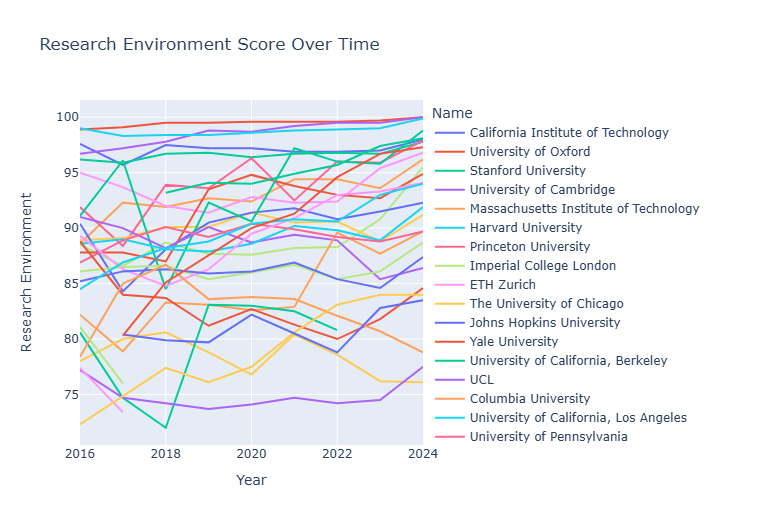 Research Environment Score Over Time
Name
California Institute of Technology
University of Oxford
Stanford University
University of Cambridge
Massachusetts Institute of Technology
Harvard University
Princeton University
Imperial College London
ETH Zurich
The University of Chicago
Johns Hopkins University
Yale University
University of California, Berkeley
UCL
Columbia University
University of California, Los Angeles
University of Pennsylvania
Research Environment
100
95
90
85
80
75
2016
2018
2020
2022
2024
Year